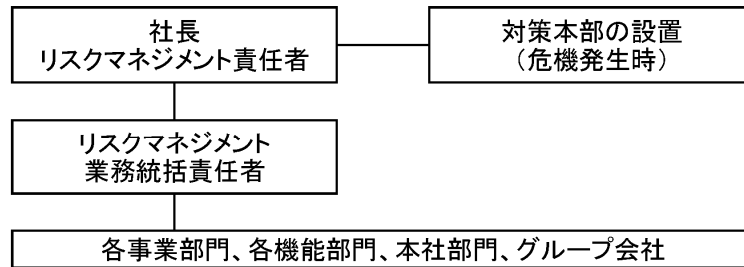 社長
リスクマネジメント責任者
対策本部の設置
（危機発生時）
リスクマネジメント
業務統括責任者
各事業部門、各機能部門、本社部門、グループ会社